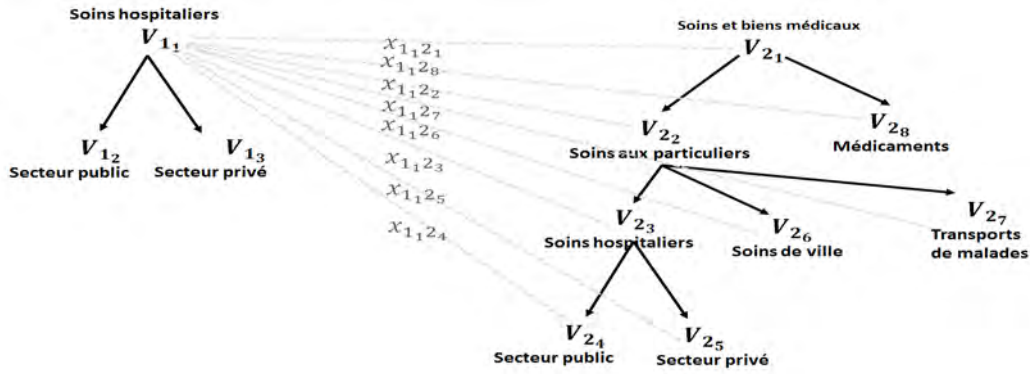 Soins hospitaliers
V₁₁
V₁₂
Secteur public
V₁₃
Secteur privé
x₁₁₂₁
x₁₁₂₈
x₁₁₂₂
x₁₁₂₇
x₁₁₂₆
x₁₁₂₃
x₁₁₂₅
x₁₁₂₄
Soins et biens médicaux
V₂₁
V₂₂
Soins aux particuliers
V₂₈
Médicaments
V₂₃
Soins hospitaliers
V₂₆
Soins de ville
V₂₇
Transports
de malades
V₂₄
Secteur public
V₂₅
Secteur privé